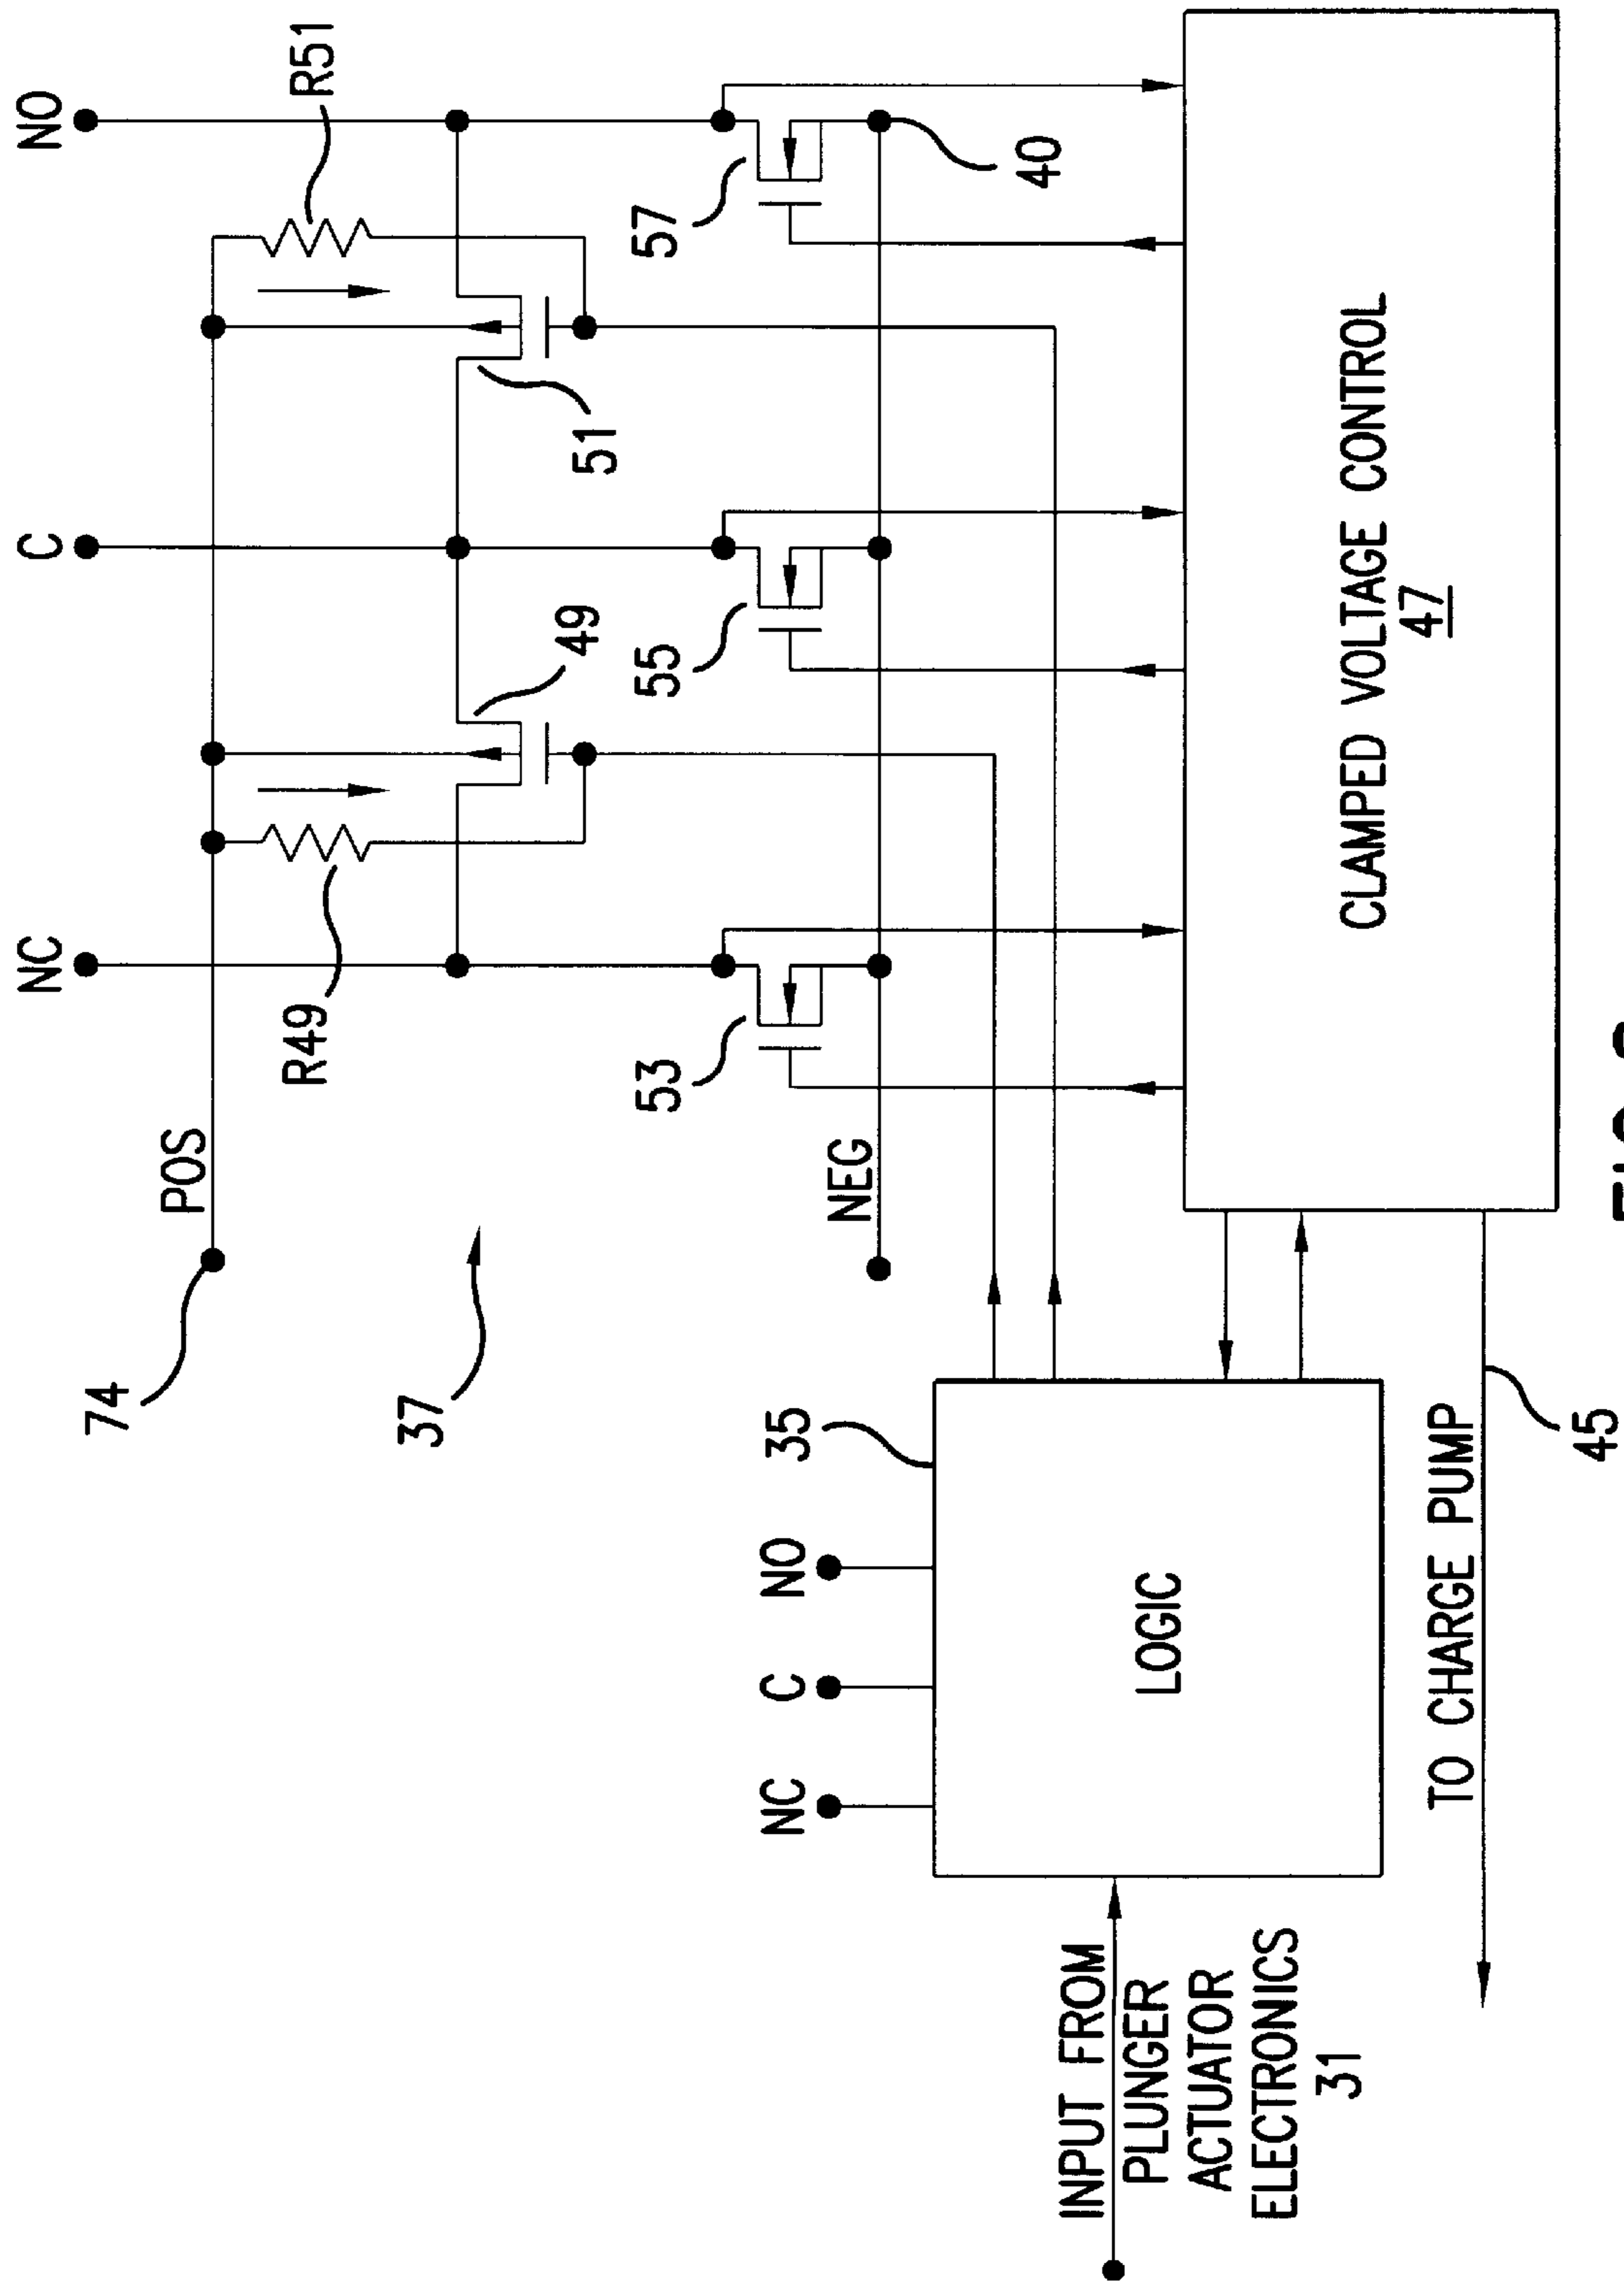 NC
C
NO
74
POS
R49
R51
37
49
51
53
55
57
NEG
40
NC
C
NO
35
LOGIC
INPUT FROM
PLUNGER
ACTUATOR
ELECTRONICS
31
CLAMPED VOLTAGE CONTROL
47
TO CHARGE PUMP
45